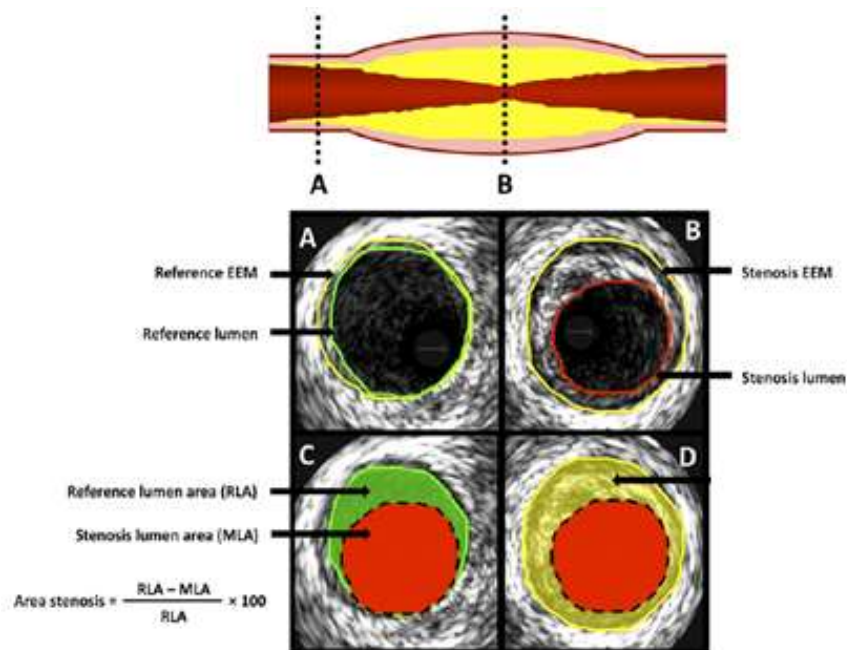 A
B
A
B
Reference EEM
Stenosis EEM
Reference lumen
Stenosis lumen
C
D
Reference lumen area (RLA)
Stenosis lumen area (MLA)
Area stenosis = RLA – MLA / RLA × 100